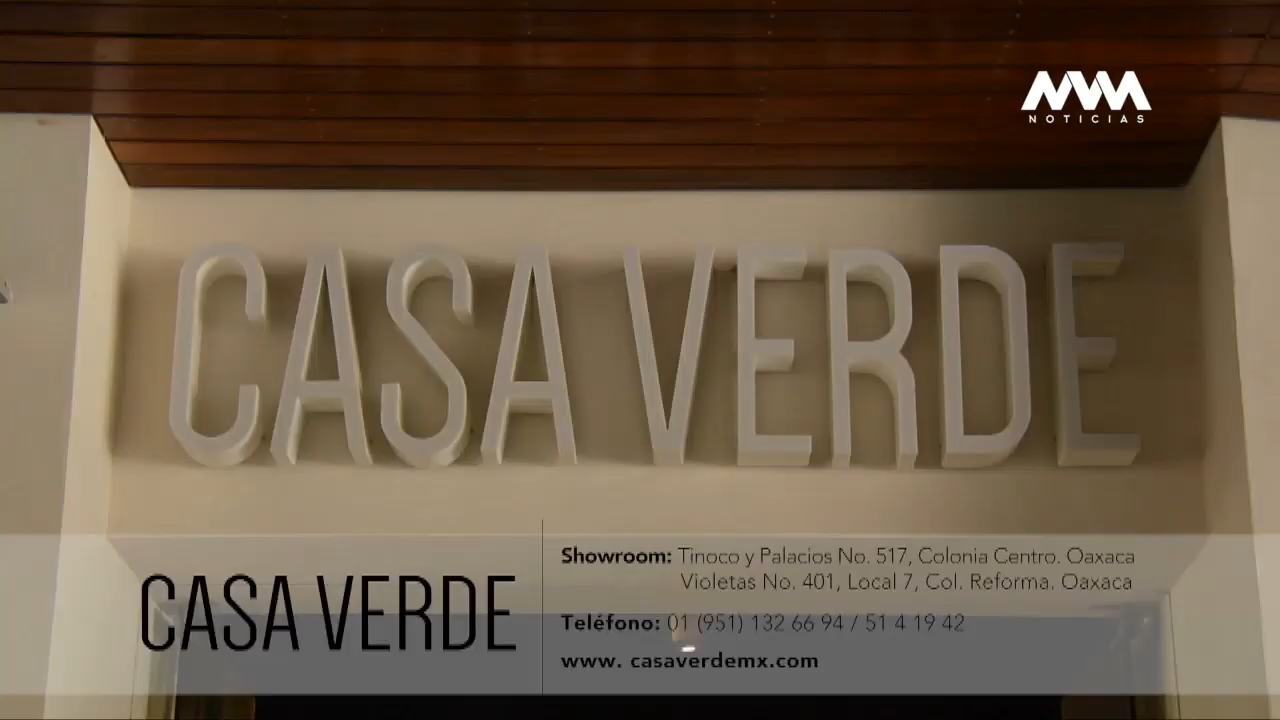 MVM
NOTICIAS
CASA VERDE
CASA VERDE
Showroom: Tinoco y Palacios No. 517, Colonia Centro. Oaxaca
Violetas No. 401, Local 7, Col. Reforma. Oaxaca
Teléfono: 01 (951) 132 66 94 / 51 4 19 42
www. casaverdemx.com